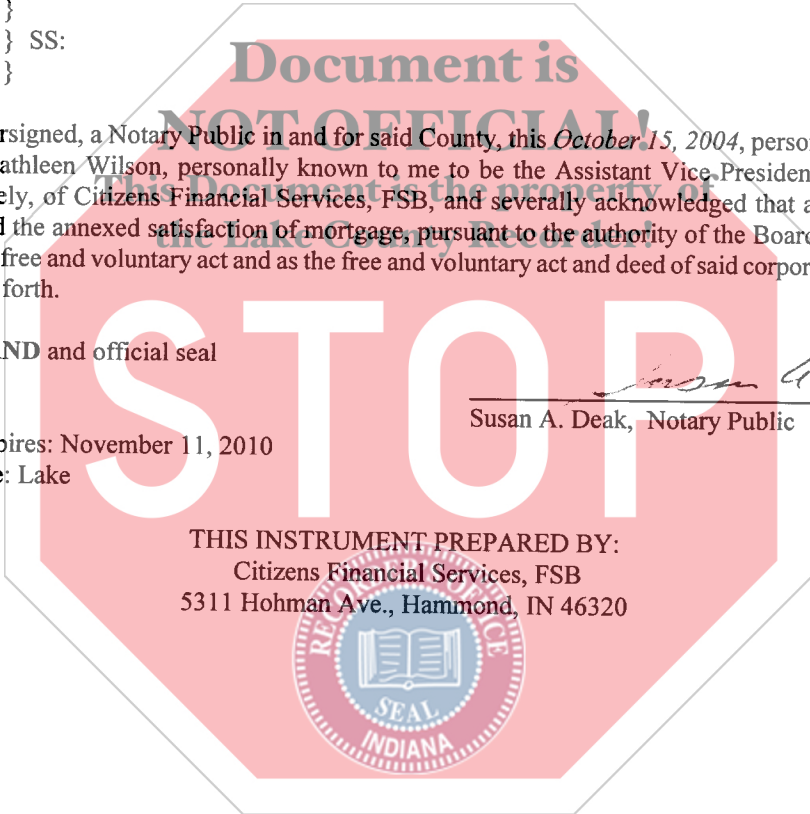 }
} SS:
}
Document is
NOT OFFICIAL!
This Document is the property of
the Lake County Recorder!
rsigned, a Notary Public in and for said County, this October 15, 2004, perso
athleen Wilson, personally known to me to be the Assistant Vice Presiden
ely, of Citizens Financial Services, FSB, and severally acknowledged that a
d the annexed satisfaction of mortgage, pursuant to the authority of the Board
free and voluntary act and as the free and voluntary act and deed of said corpor
forth.
ND and official seal
STOP
Susan A. Deak, Notary Public
pires: November 11, 2010
e: Lake
THIS INSTRUMENT PREPARED BY:
Citizens Financial Services, FSB
5311 Hohman Ave., Hammond, IN 46320
RECORDER'S OFFICE
SEAL
INDIANA